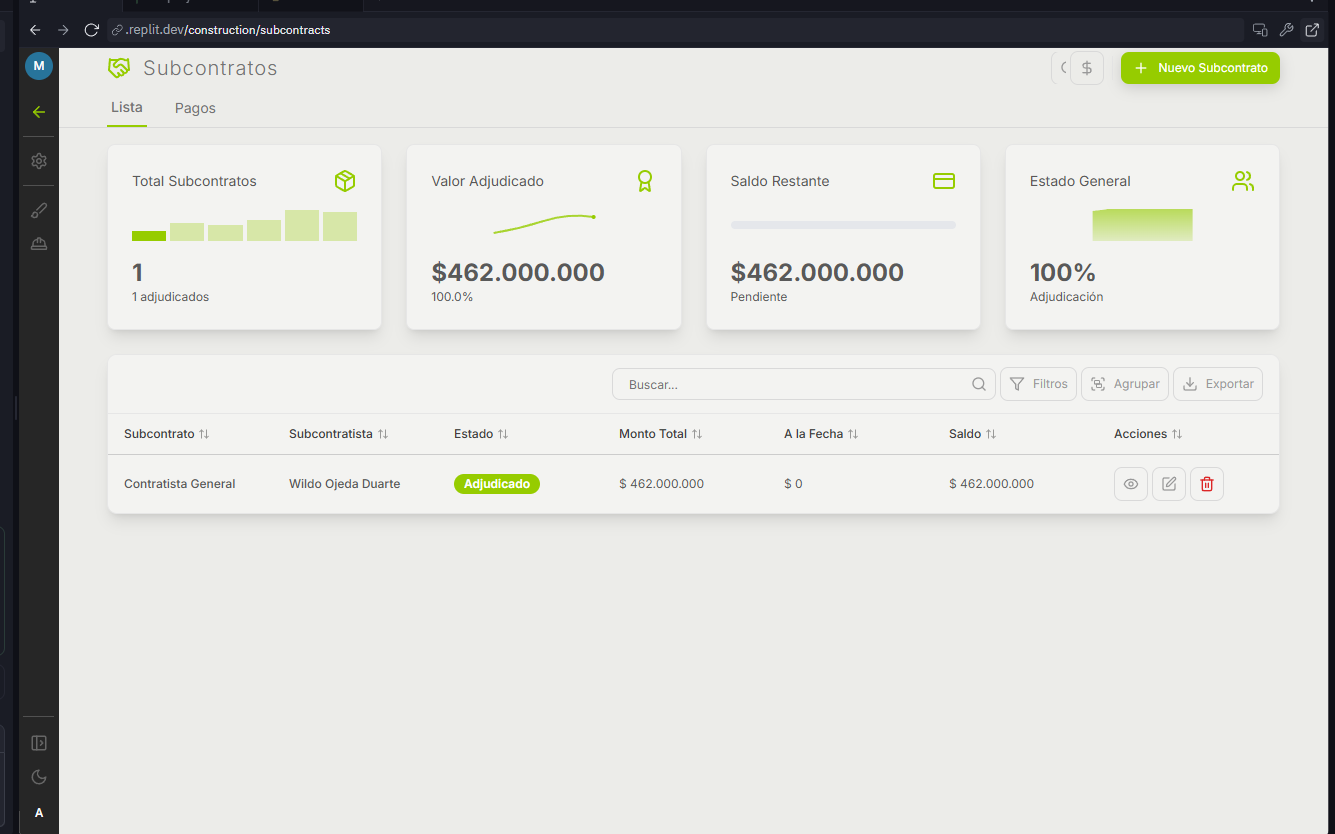 .replit.dev/construction/subcontracts
M
Subcontratos
$
+ Nuevo Subcontrato
Lista
Pagos
Total Subcontratos
1
1 adjudicados
Valor Adjudicado
$462.000.000
100.0%
Saldo Restante
$462.000.000
Pendiente
Estado General
100%
Adjudicación
Buscar...
Filtros
Agrupar
Exportar
Subcontrato Subcontratista Estado Monto Total A la Fecha Saldo Acciones
Contratista General Wildo Ojeda Duarte Adjudicado $ 462.000.000 $ 0 $ 462.000.000
A